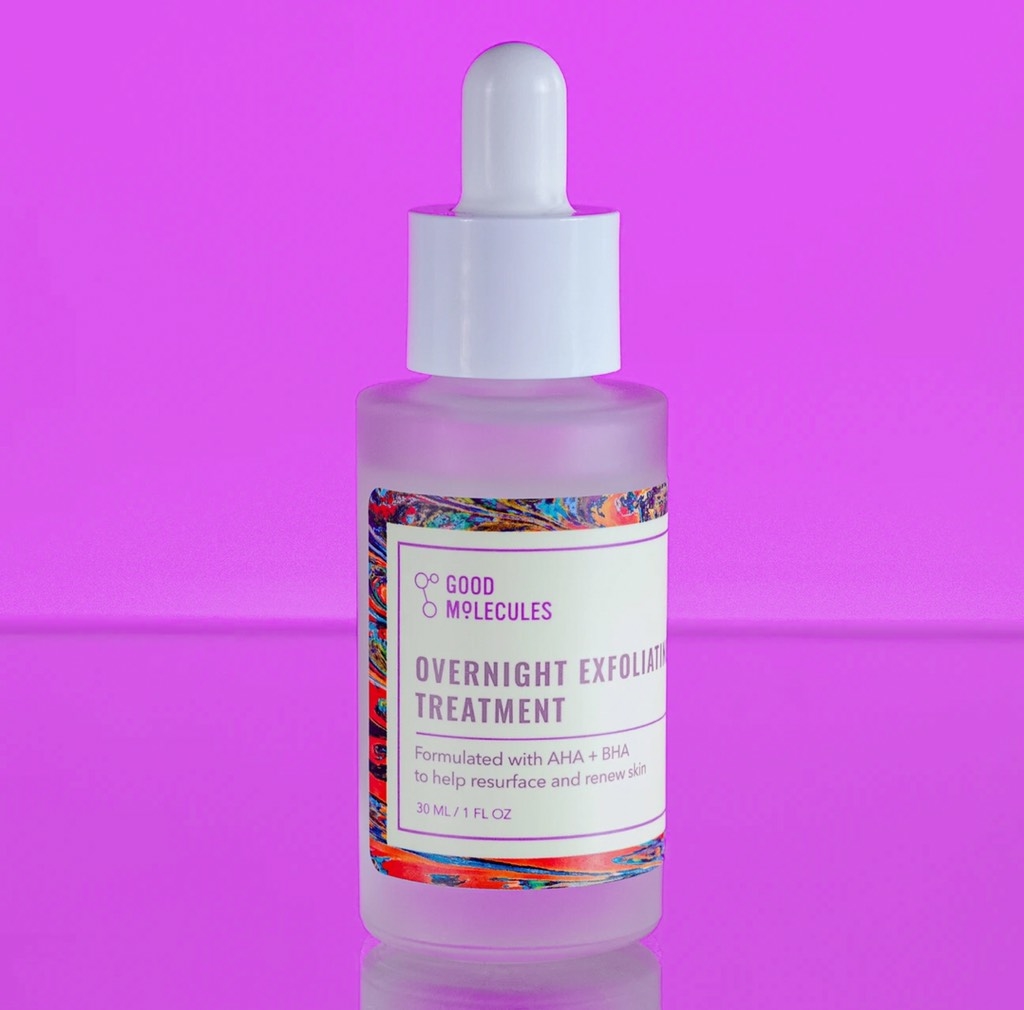 GOOD
MOLECULES
OVERNIGHT EXFOLIATIN
TREATMENT
Formulated with AHA + BHA
to help resurface and renew skin
30 ML / 1 FL OZ